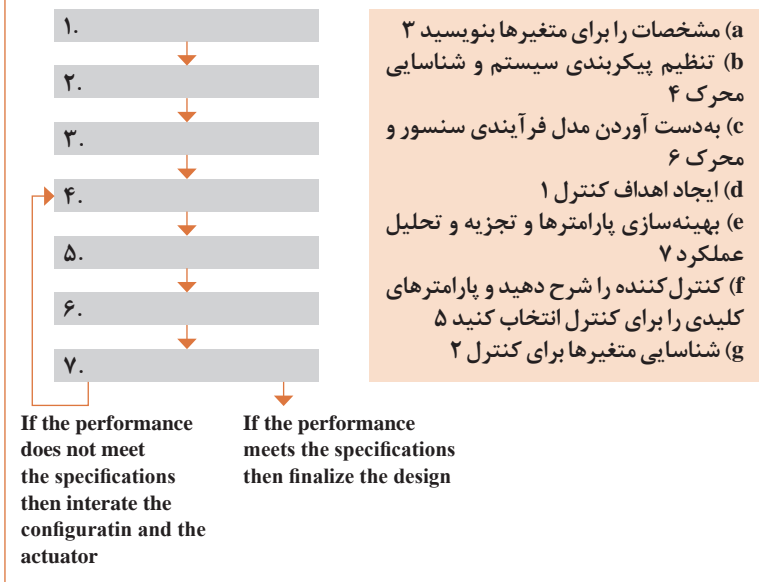 ۱.
۲.
۳.
۴.
۵.
۶.
۷.
If the performance
does not meet
the specifications
then interate the
configuratin and the
actuator
If the performance
meets the specifications
then finalize the design
a) مشخصات را برای متغیرها بنویسید ۳
b) تنظیم پیکربندی سیستم و شناسایی
محرک ۴
c) به‌دست آوردن مدل فرآیندی سنسور و
محرک ۶
d) ایجاد اهداف کنترل ۱
e) بهینه‌سازی پارامترها و تجزیه و تحلیل
عملکرد ۷
f) کنترل‌کننده را شرح دهید و پارامترهای
کلیدی را برای کنترل انتخاب کنید ۵
g) شناسایی متغیرها برای کنترل ۲